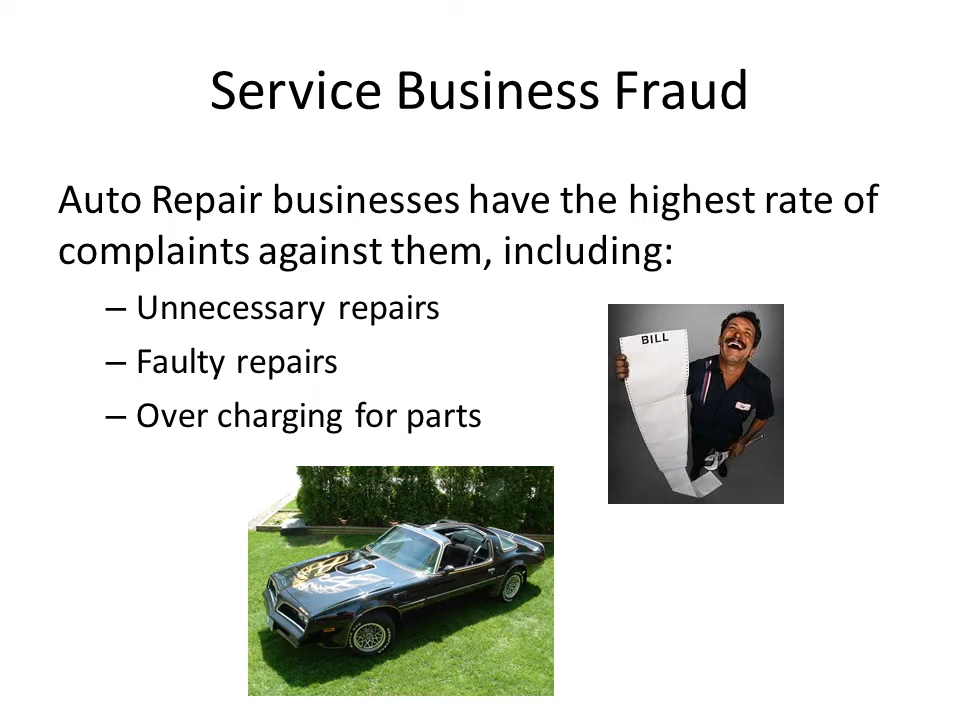 Service Business Fraud
Auto Repair businesses have the highest rate of
complaints against them, including:
– Unnecessary repairs
– Faulty repairs
– Over charging for parts
BILL